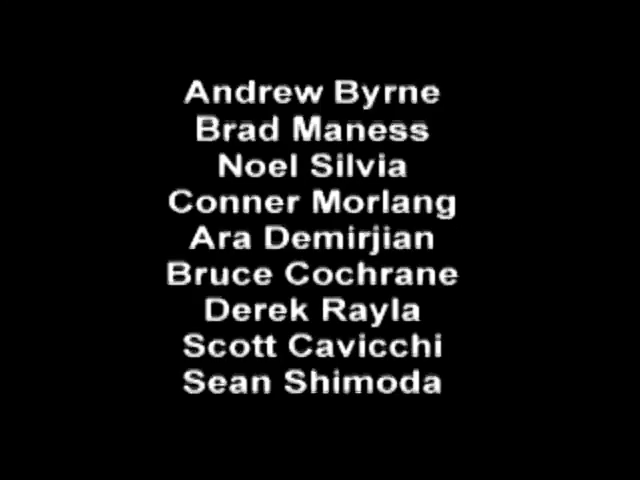 Andrew Byrne
Brad Maness
Noel Silvia
Conner Morlang
Ara Demirjian
Bruce Cochrane
Derek Rayla
Scott Cavicchi
Sean Shimoda